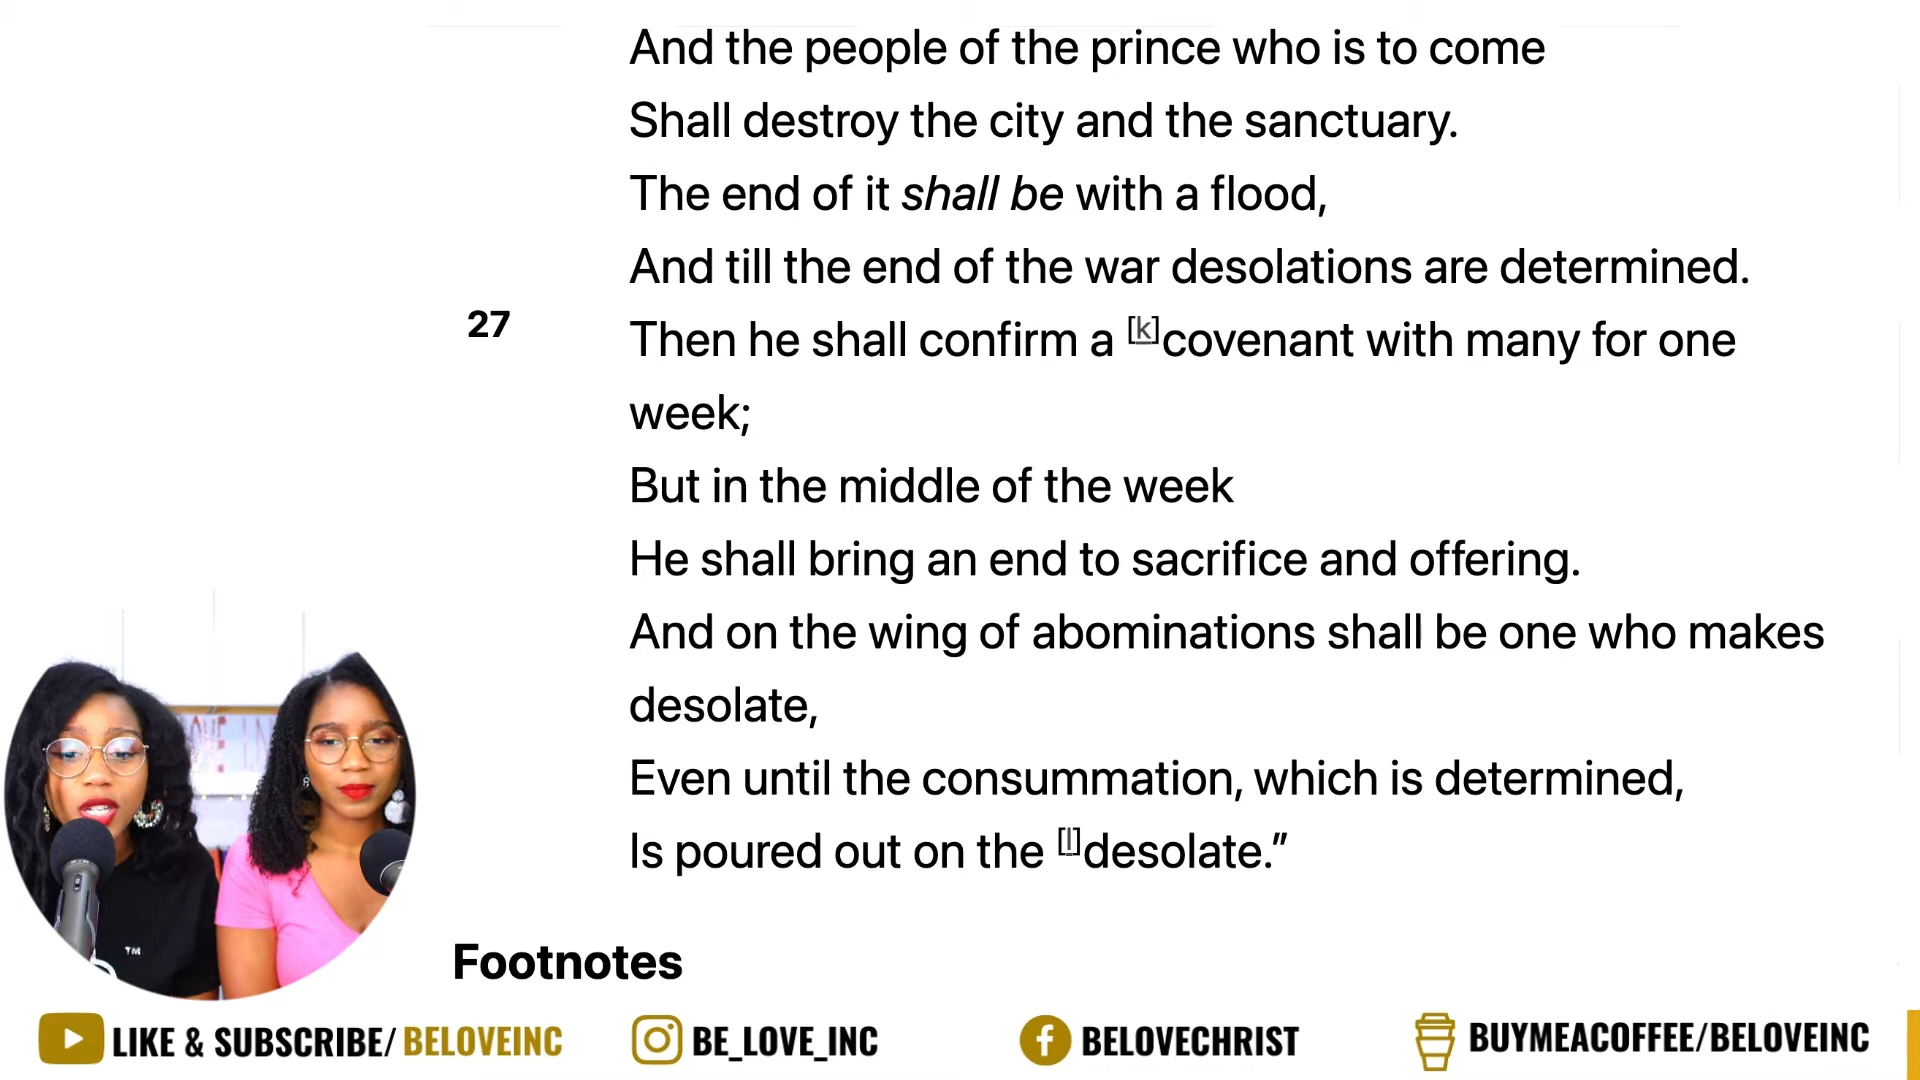 And the people of the prince who is to come
Shall destroy the city and the sanctuary.
The end of it shall be with a flood,
And till the end of the war desolations are determined.
27 Then he shall confirm a [k]covenant with many for one
week;
But in the middle of the week
He shall bring an end to sacrifice and offering.
And on the wing of abominations shall be one who makes
desolate,
Even until the consummation, which is determined,
Is poured out on the [l]desolate.”
TM
Footnotes
LIKE & SUBSCRIBE/ BELOVEINC
BE_LOVE_INC
BELOVECHRIST
BUYMEACOFFEE/BELOVEINC